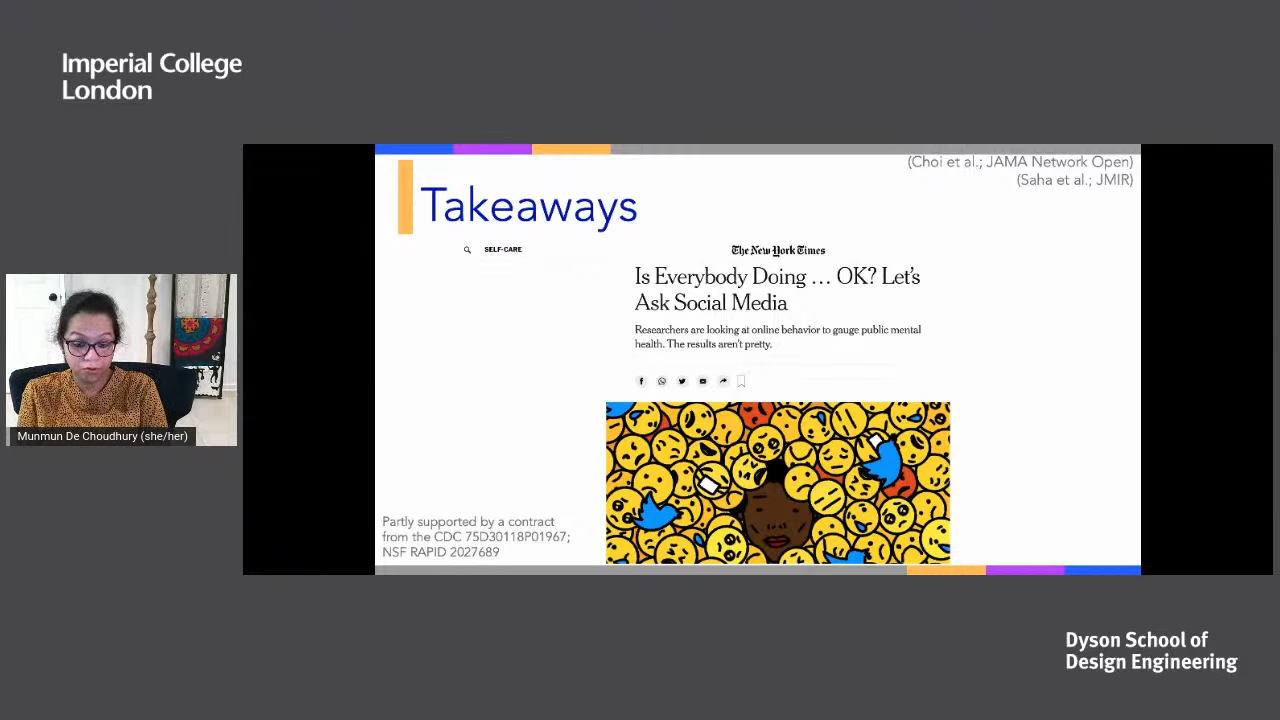 Imperial College
London
(Choi et al.; JAMA Network Open)
(Saha et al.; JMIR)
Takeaways
SELF-CARE
The New York Times
Is Everybody Doing … OK? Let's
Ask Social Media
Researchers are looking at online behavior to gauge public mental
health. The results aren't pretty.
Munmun De Choudhury (she/her)
Partly supported by a contract
from the CDC 75D30118P01967;
NSF RAPID 2027689
Dyson School of
Design Engineering